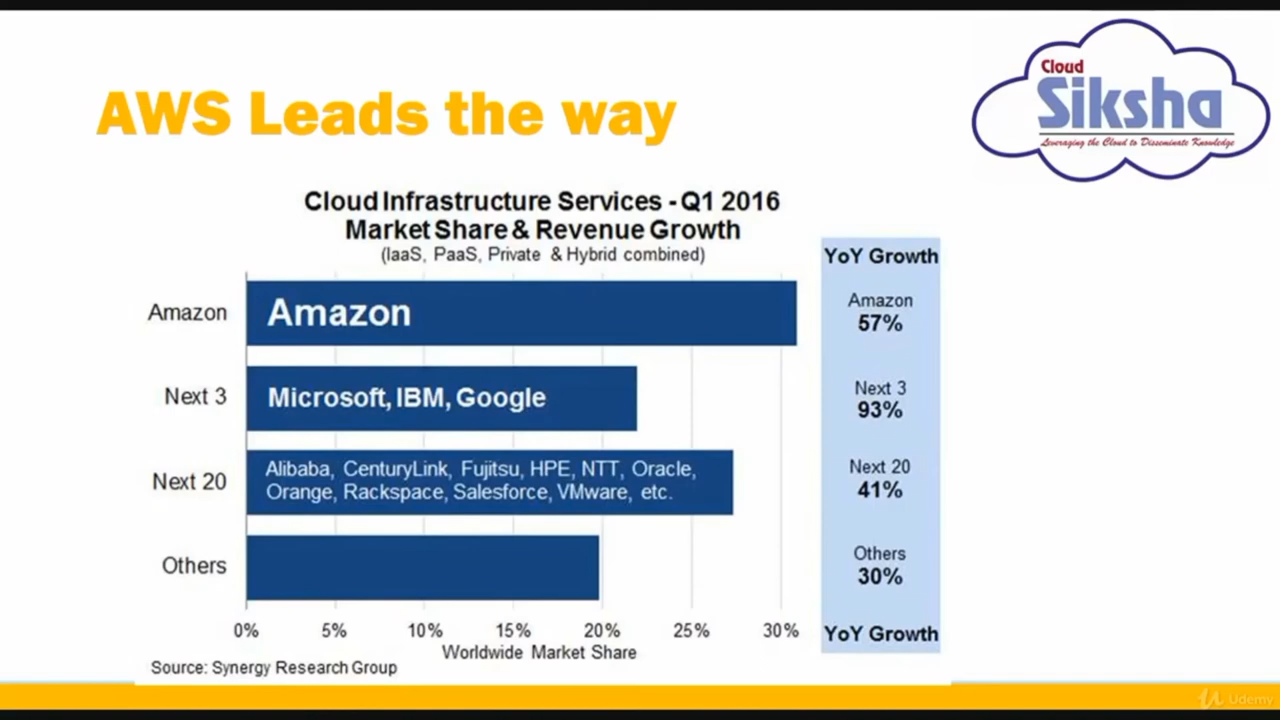 AWS Leads the way
Cloud
Siksha
Leveraging the Cloud to Disseminate Knowledge
Cloud Infrastructure Services - Q1 2016
Market Share & Revenue Growth
(IaaS, PaaS, Private & Hybrid combined)
YoY Growth
Amazon
Amazon
Amazon
57%
Next 3
Microsoft, IBM, Google
Next 3
93%
Next 20
Alibaba, CenturyLink, Fujitsu, HPE, NTT, Oracle,
Orange, Rackspace, Salesforce, VMware, etc.
Next 20
41%
Others
Others
30%
0% 5% 10% 15% 20% 25% 30%
YoY Growth
Worldwide Market Share
Source: Synergy Research Group
Udemy